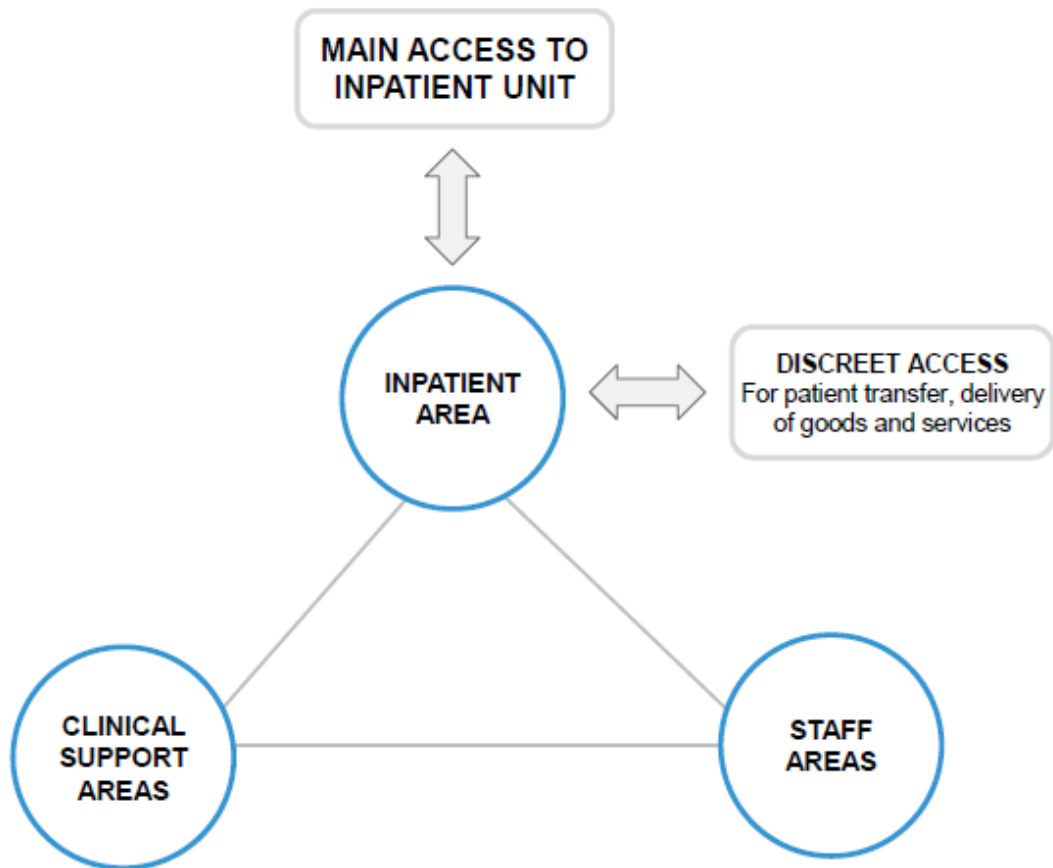 MAIN ACCESS TO
INPATIENT UNIT
INPATIENT
AREA
DISCREET ACCESS
For patient transfer, delivery
of goods and services
CLINICAL
SUPPORT
AREAS
STAFF
AREAS